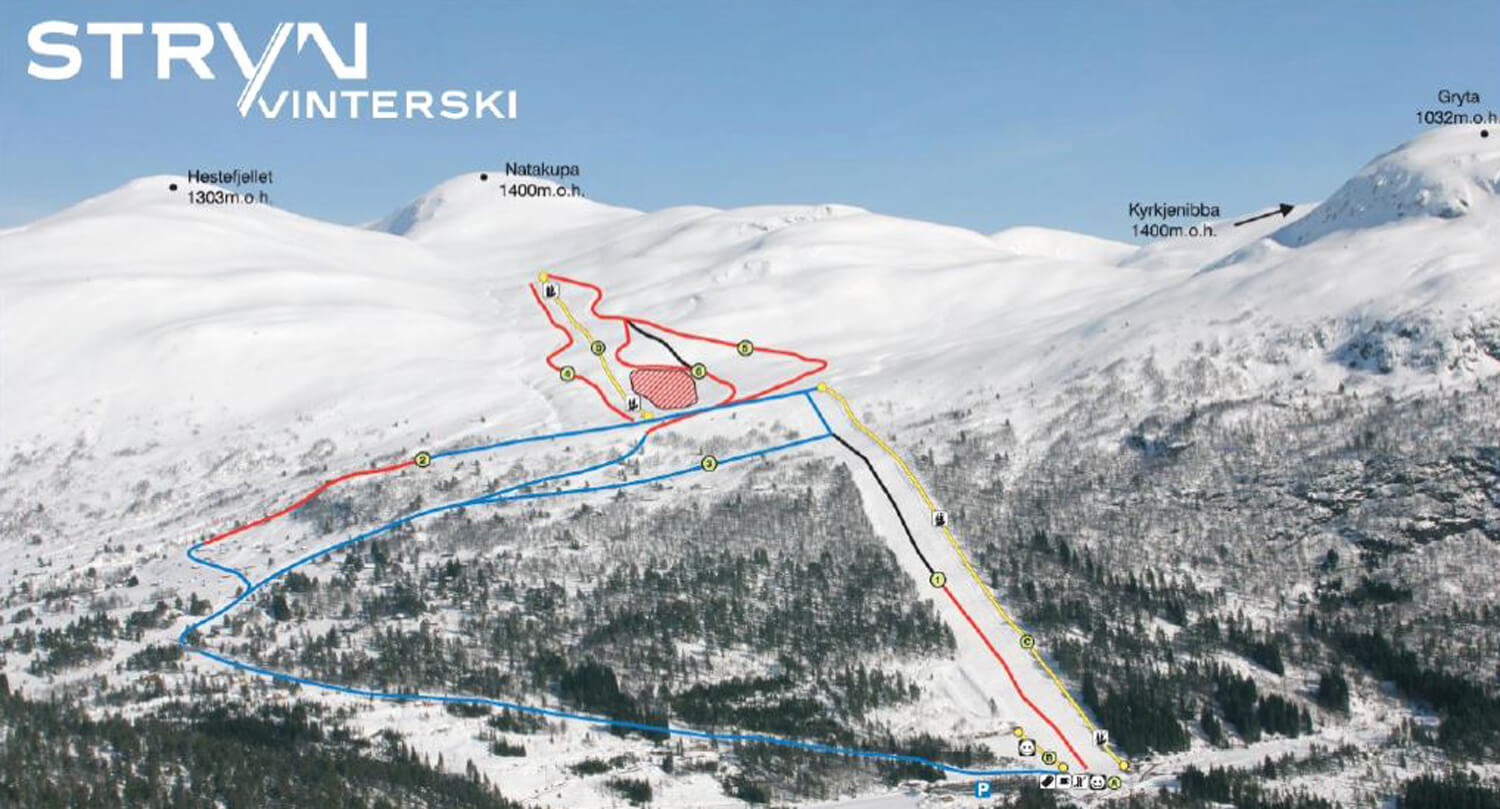 STRYN
VINTERSKI
Gryta
1032m.o.h.
Hestefjellet
1303m.o.h.
Natakupa
1400m.o.h.
Kyrkjenibba
1400m.o.h.
D
5
4
6
2
3
1
C
B
A
P